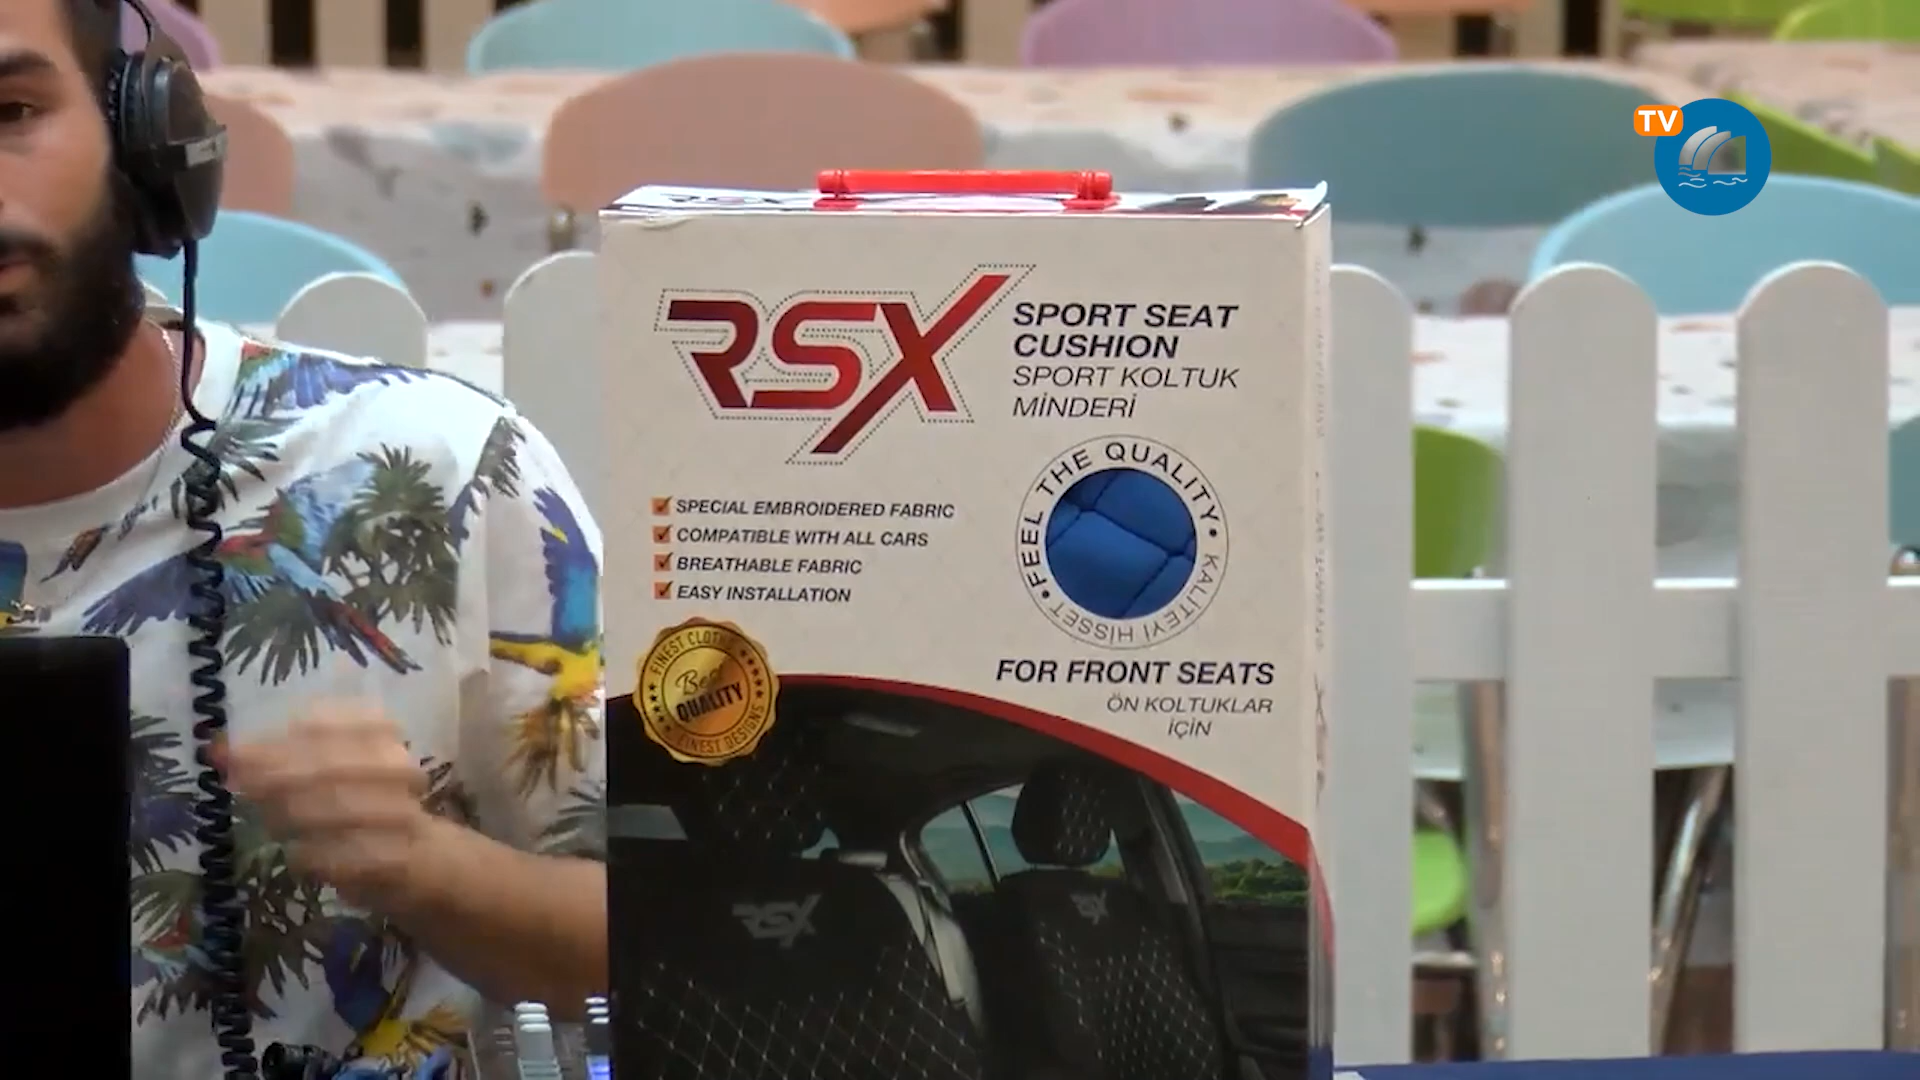 TV
RSX
SPORT SEAT
CUSHION
SPORT KOLTUK
MİNDERİ
FEEL THE QUALITY • KALİTEYİ HİSSET •
SPECIAL EMBROIDERED FABRIC
COMPATIBLE WITH ALL CARS
BREATHABLE FABRIC
EASY INSTALLATION
FINEST CLOTHS
Best
QUALITY
FINEST DESIGNS
FOR FRONT SEATS
ÖN KOLTUKLAR
İÇİN
RSX
RSX